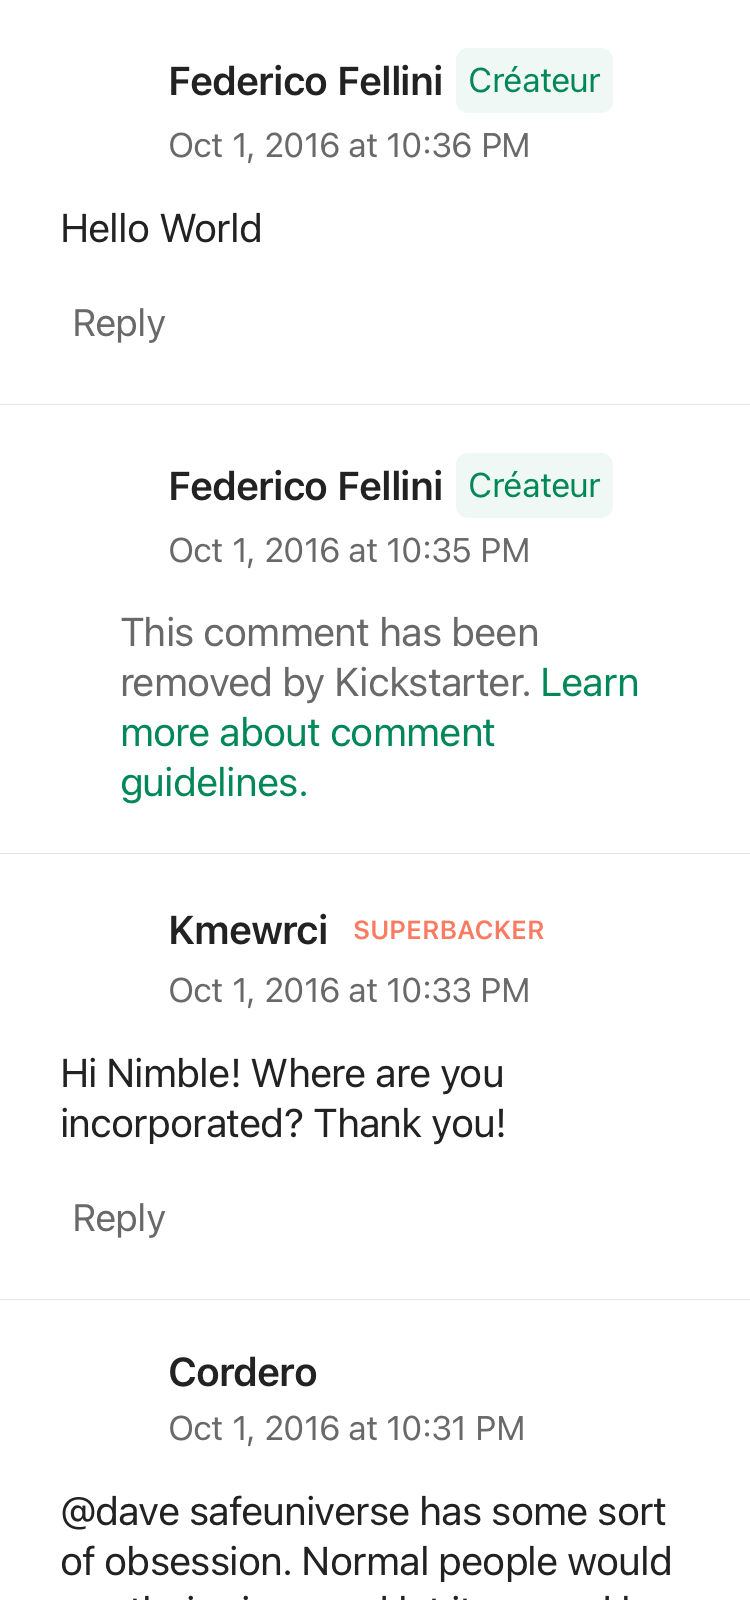 Federico Fellini Créateur
Oct 1, 2016 at 10:36 PM
Hello World
Reply
Federico Fellini Créateur
Oct 1, 2016 at 10:35 PM
This comment has been
removed by Kickstarter. Learn
more about comment
guidelines.
Kmewrci SUPERBACKER
Oct 1, 2016 at 10:33 PM
Hi Nimble! Where are you
incorporated? Thank you!
Reply
Cordero
Oct 1, 2016 at 10:31 PM
@dave safeuniverse has some sort
of obsession. Normal people would